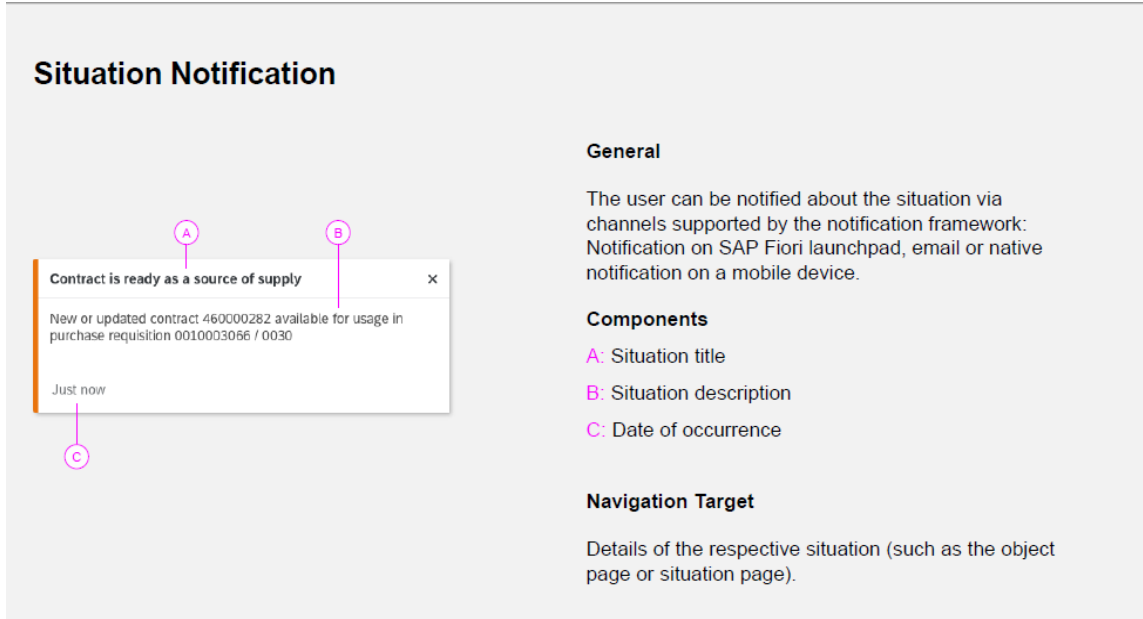 Situation Notification
A
B
Contract is ready as a source of supply ×
New or updated contract 460000282 available for usage in
purchase requisition 0010003066 / 0030
Just now
C
General
The user can be notified about the situation via
channels supported by the notification framework:
Notification on SAP Fiori launchpad, email or native
notification on a mobile device.
Components
A: Situation title
B: Situation description
C: Date of occurrence
Navigation Target
Details of the respective situation (such as the object
page or situation page).